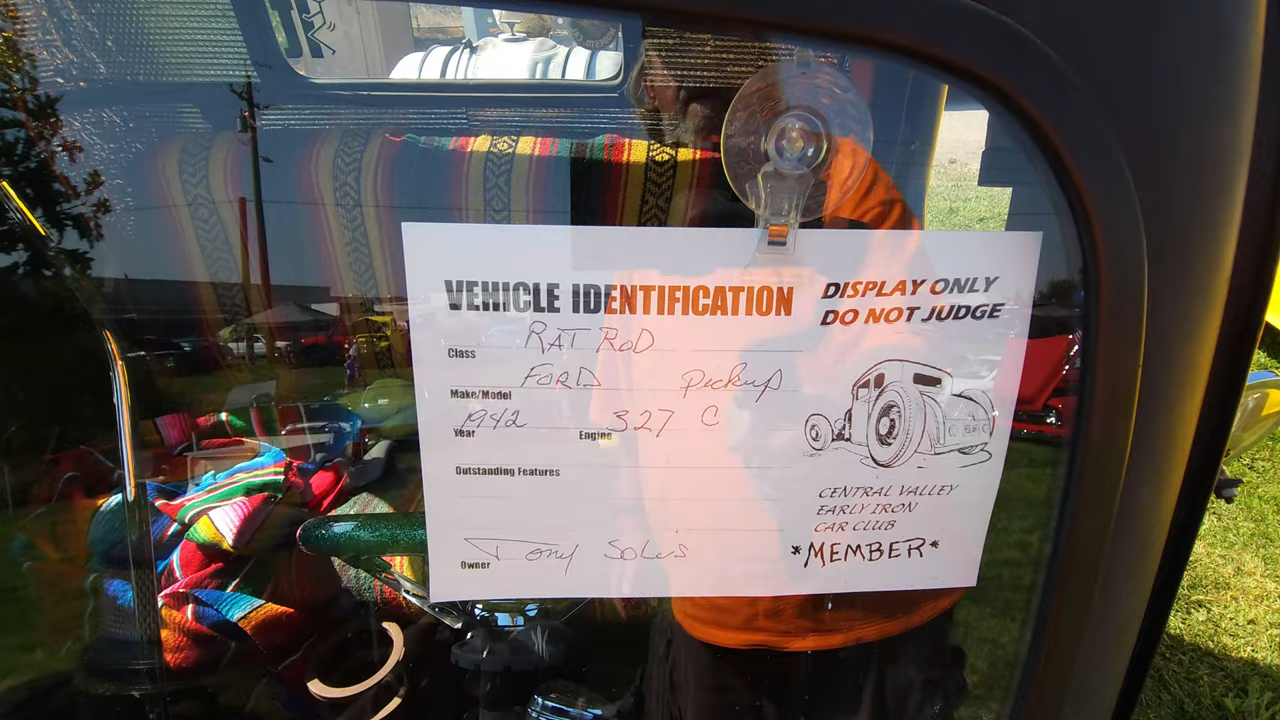 VEHICLE IDENTIFICATION
DISPLAY ONLY
DO NOT JUDGE
Class RAT ROD
Make/Model FORD Pickup
Year 1942 Engine 327 C
Outstanding Features
CENTRAL VALLEY
EARLY IRON
CAR CLUB
*MEMBER*
Owner Tony Solis